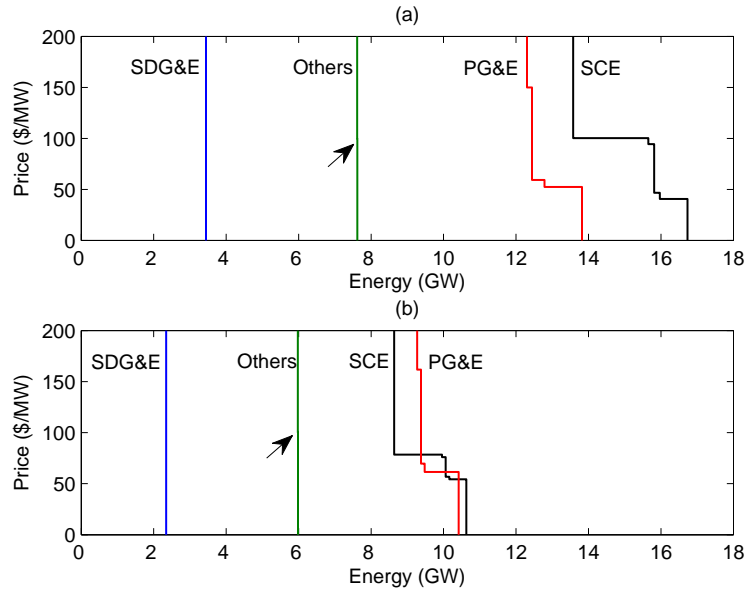 (a)
Price ($/MW)
200
150
100
50
0
SDG&E
Others
PG&E
SCE
0 2 4 6 8 10 12 14 16 18
Energy (GW)
(b)
Price ($/MW)
200
150
100
50
0
SDG&E
Others
SCE
PG&E
0 2 4 6 8 10 12 14 16 18
Energy (GW)